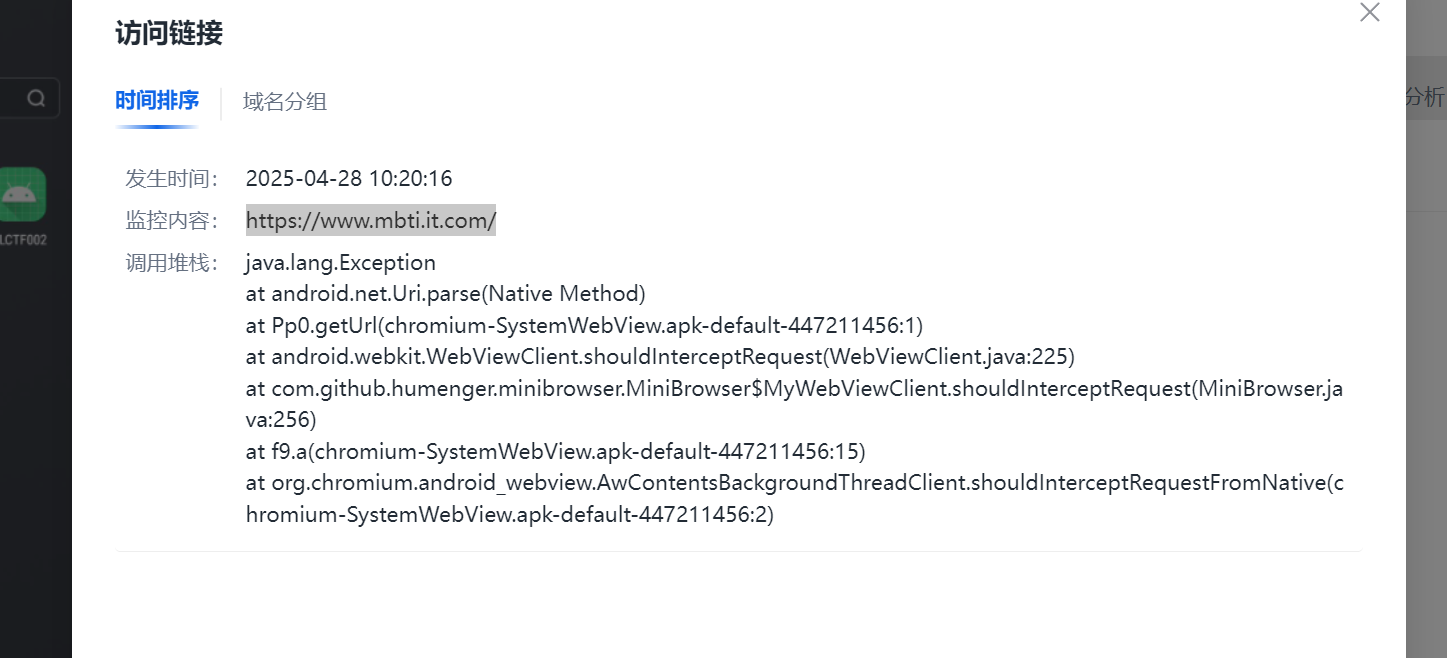 访问链接
时间排序
域名分组
分析
发生时间：
2025-04-28 10:20:16
监控内容：
https://www.mbti.it.com/
LCTF002
调用堆栈：
java.lang.Exception
at android.net.Uri.parse(Native Method)
at Pp0.getUrl(chromium-SystemWebView.apk-default-447211456:1)
at android.webkit.WebViewClient.shouldInterceptRequest(WebViewClient.java:225)
at com.github.humenger.minibrowser.MiniBrowser$MyWebViewClient.shouldInterceptRequest(MiniBrowser.ja
va:256)
at f9.a(chromium-SystemWebView.apk-default-447211456:15)
at org.chromium.android_webview.AwContentsBackgroundThreadClient.shouldInterceptRequestFromNative(c
hromium-SystemWebView.apk-default-447211456:2)